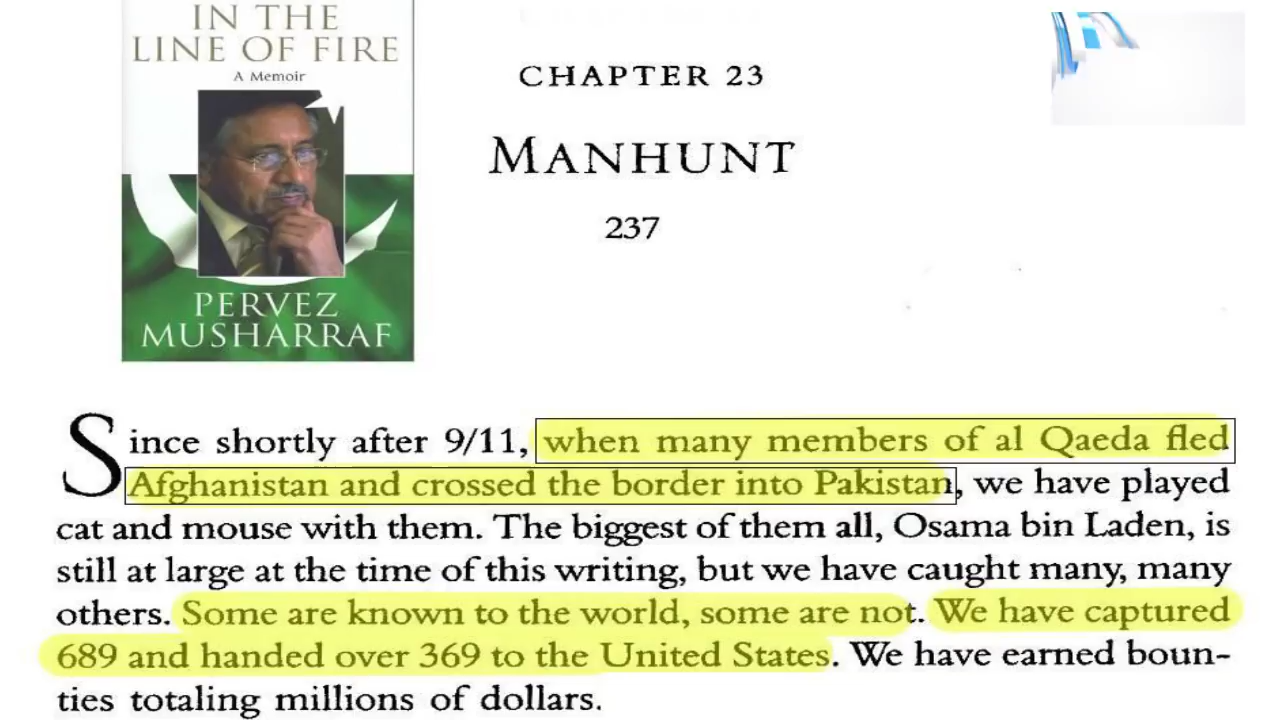 IN THE
LINE OF FIRE
A Memoir
PERVEZ
MUSHARRAF
CHAPTER 23
MANHUNT
237
Since shortly after 9/11, when many members of al Qaeda fled
Afghanistan and crossed the border into Pakistan, we have played
cat and mouse with them. The biggest of them all, Osama bin Laden, is
still at large at the time of this writing, but we have caught many, many
others. Some are known to the world, some are not. We have captured
689 and handed over 369 to the United States. We have earned boun-
ties totaling millions of dollars.